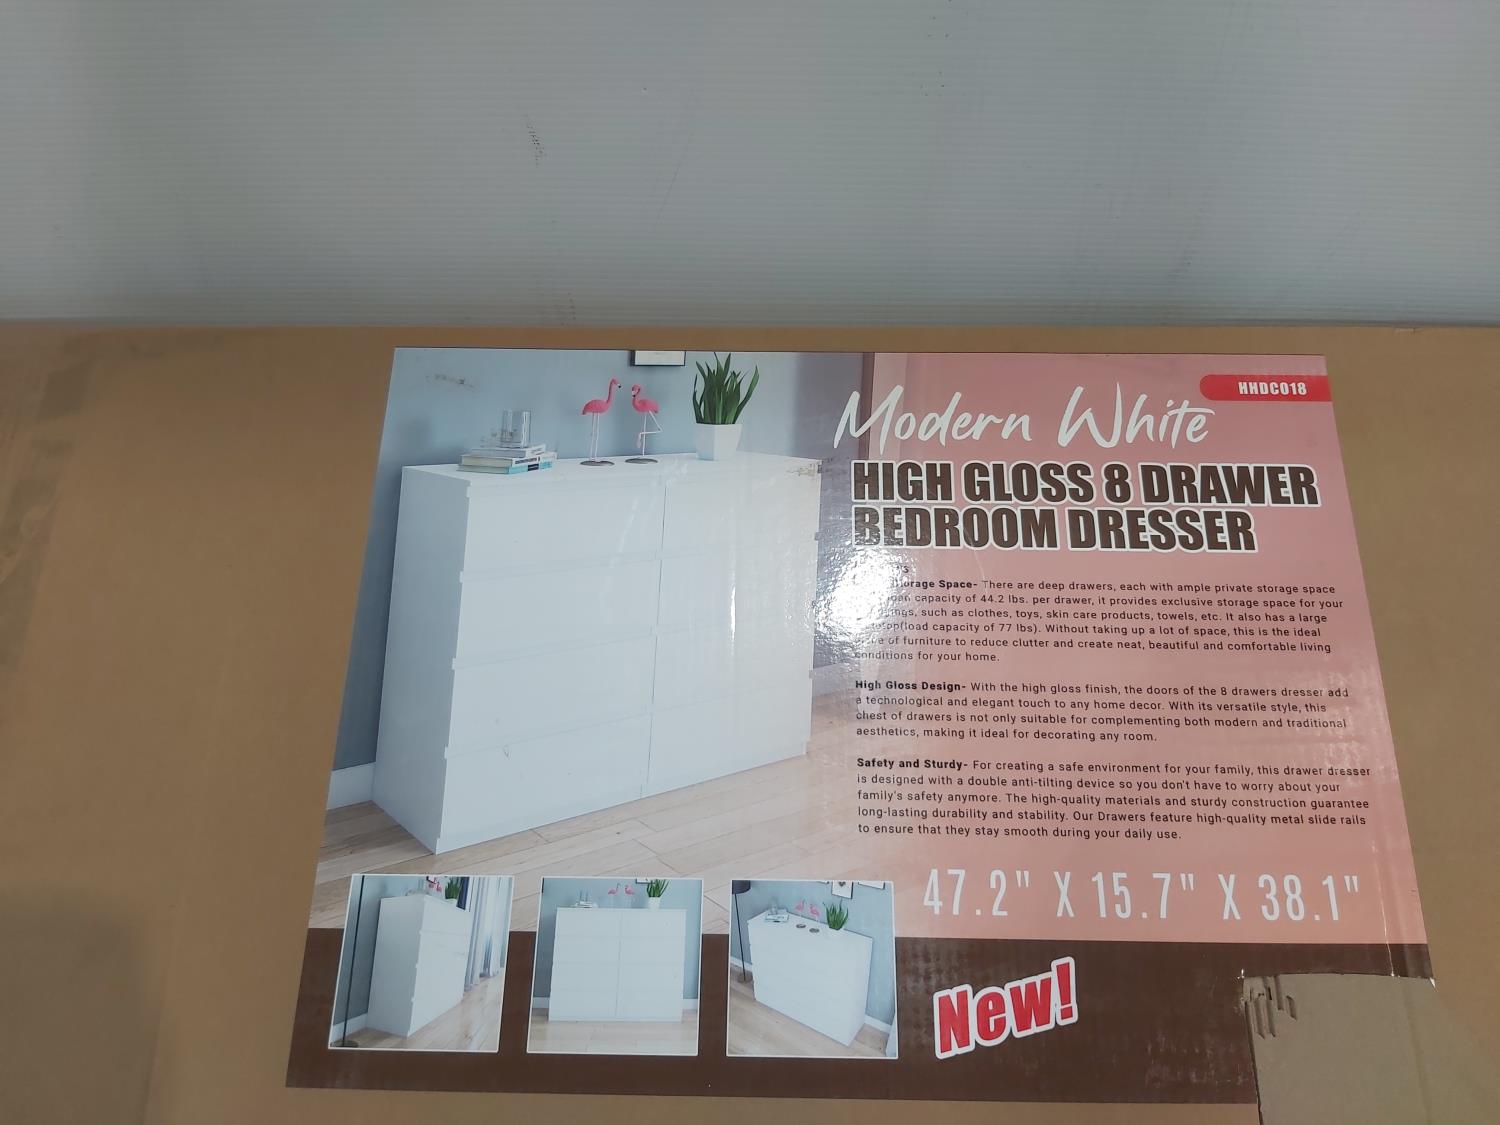 HHDC018
Modern White
HIGH GLOSS 8 DRAWER
BEDROOM DRESSER
Storage Space- There are deep drawers, each with ample private storage space
capacity of 44.2 lbs. per drawer, it provides exclusive storage space for your
such as clothes, toys, skin care products, towels, etc. It also has a large
(load capacity of 77 lbs). Without taking up a lot of space, this is the ideal
of furniture to reduce clutter and create neat, beautiful and comfortable living
conditions for your home.
High Gloss Design- With the high gloss finish, the doors of the 8 drawers dresser add
a technological and elegant touch to any home decor. With its versatile style, this
chest of drawers is not only suitable for complementing both modern and traditional
aesthetics, making it ideal for decorating any room.
Safety and Sturdy- For creating a safe environment for your family, this drawer dresser
is designed with a double anti-tilting device so you don't have to worry about your
family's safety anymore. The high-quality materials and sturdy construction guarantee
long-lasting durability and stability. Our Drawers feature high-quality metal slide rails
to ensure that they stay smooth during your daily use.
47.2" X 15.7" X 38.1"
New!